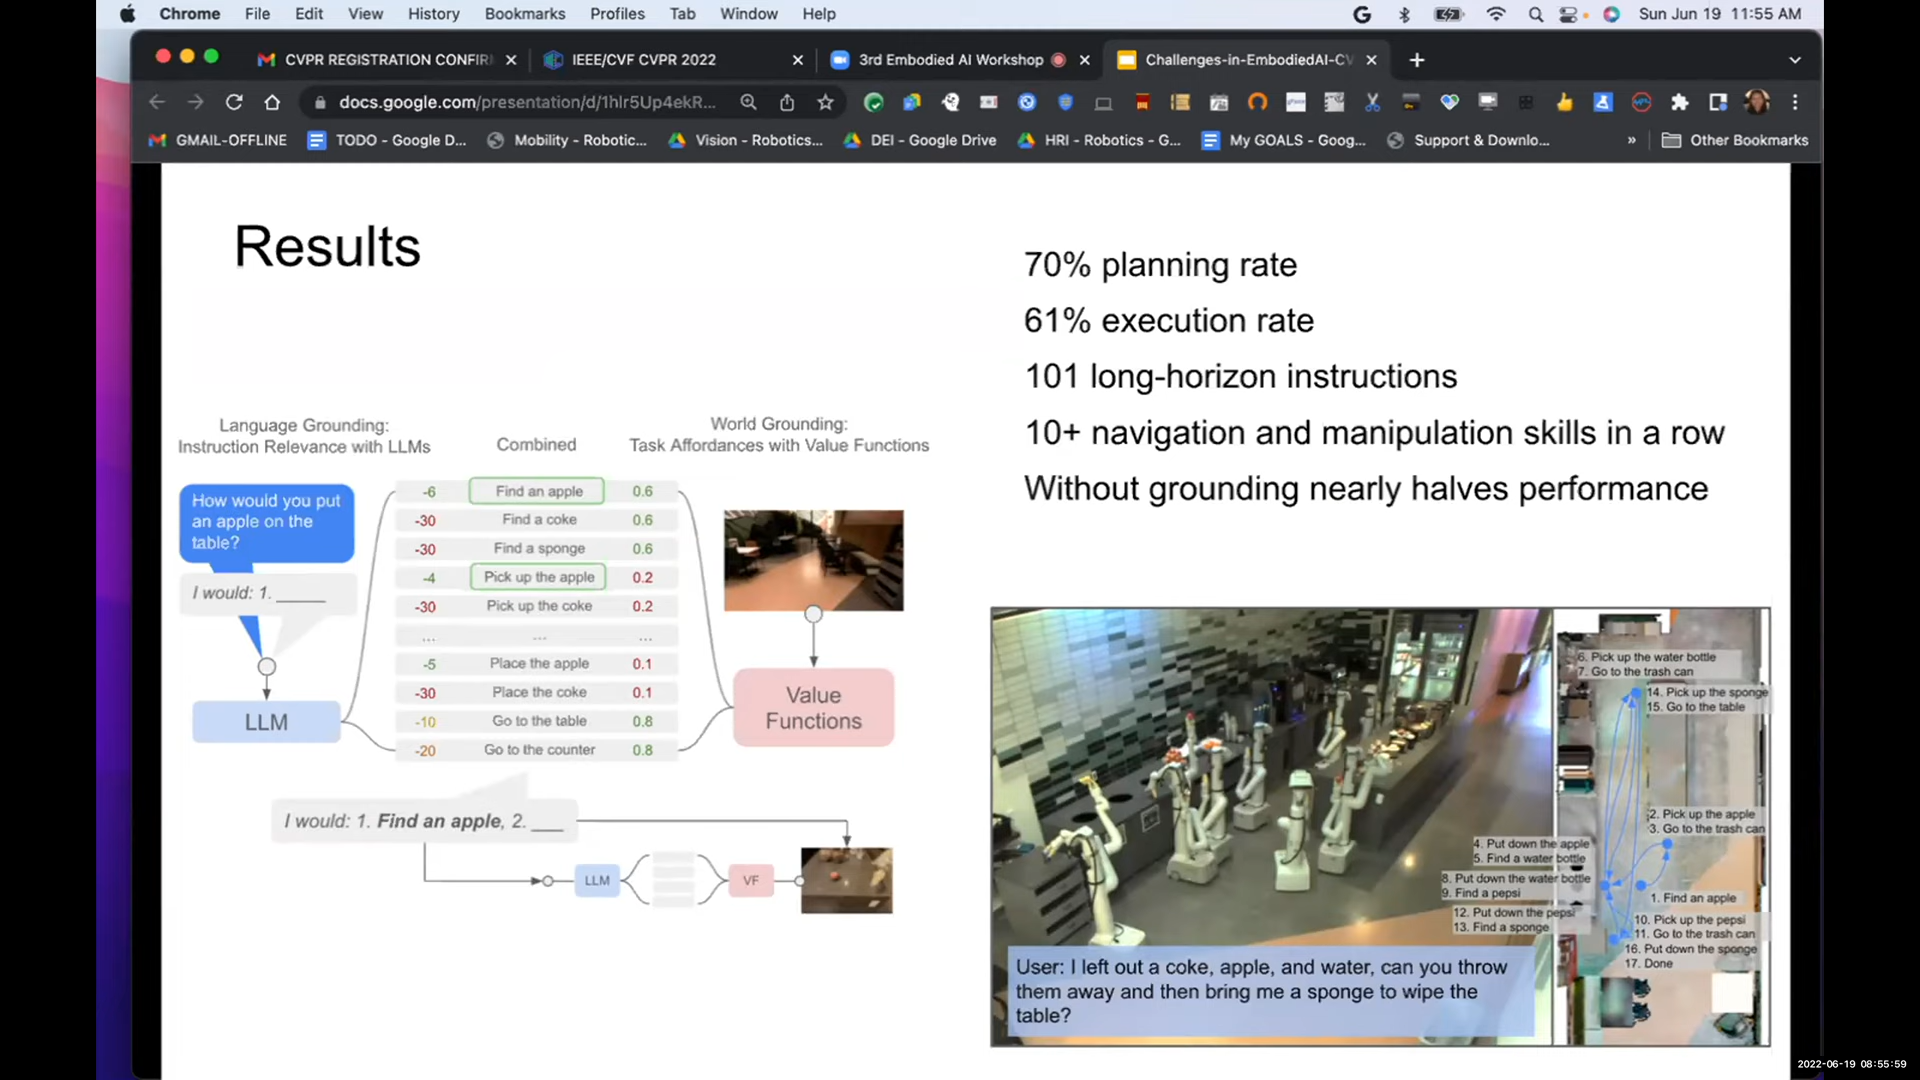 Chrome File Edit View History Bookmarks Profiles Tab Window Help Sun Jun 19 11:55 AM
CVPR REGISTRATION CONFIR IEEE/CVF CVPR 2022 3rd Embodied AI Workshop Challenges-in-EmbodiedAI-CV
docs.google.com/presentation/d/1hlr5Up4ekR...
GMAIL-OFFLINE TODO - Google D... Mobility - Robotic... Vision - Robotics... DEI - Google Drive HRI - Robotics - G... My GOALS - Goog... Support & Downlo... » Other Bookmarks
Results
70% planning rate
61% execution rate
101 long-horizon instructions
10+ navigation and manipulation skills in a row
Without grounding nearly halves performance
Language Grounding:
Instruction Relevance with LLMs
Combined
World Grounding:
Task Affordances with Value Functions
How would you put
an apple on the
table?
I would: 1. _____
LLM
-6 Find an apple 0.6
-30 Find a coke 0.6
-30 Find a sponge 0.6
-4 Pick up the apple 0.2
-30 Pick up the coke 0.2
... ... ...
-5 Place the apple 0.1
-30 Place the coke 0.1
-10 Go to the table 0.8
-20 Go to the counter 0.8
Value
Functions
I would: 1. Find an apple, 2. ___
LLM
VF
6. Pick up the water bottle
7. Go to the trash can
14. Pick up the sponge
15. Go to the table
2. Pick up the apple
3. Go to the trash can
4. Put down the apple
5. Find a water bottle
8. Put down the water bottle
9. Find a pepsi
1. Find an apple
12. Put down the pepsi
13. Find a sponge
10. Pick up the pepsi
11. Go to the trash can
16. Put down the sponge
17. Done
User: I left out a coke, apple, and water, can you throw
them away and then bring me a sponge to wipe the
table?
2022-06-19 08:55:59